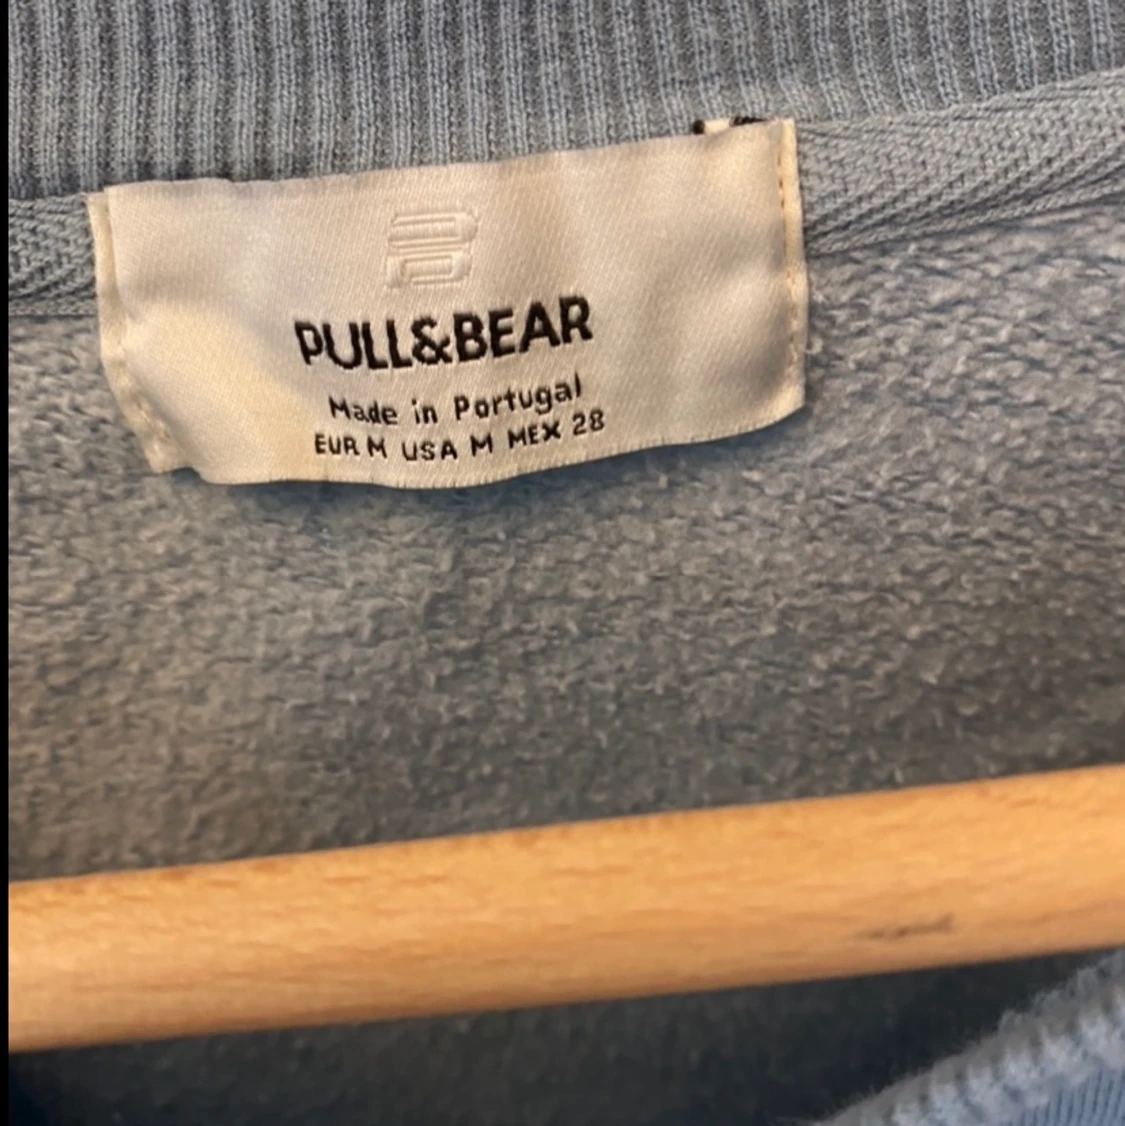 PULL&BEAR
Made in Portugal
EUR M USA M MEX 28